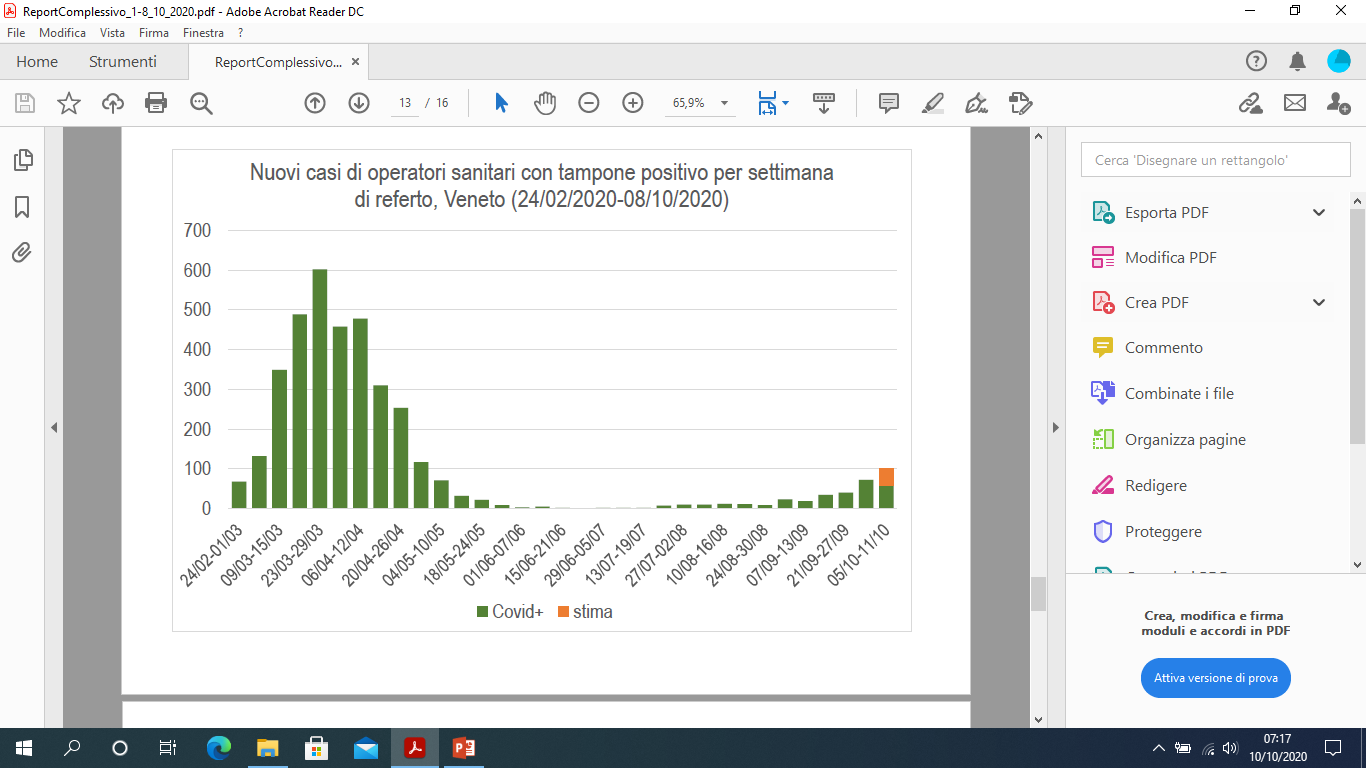 ReportComplessivo_1-8_10_2020.pdf - Adobe Acrobat Reader DC
File Modifica Vista Firma Finestra ?
Home Strumenti ReportComplessivo... ×
13 / 16 65,9%
Nuovi casi di operatori sanitari con tampone positivo per settimana
di referto, Veneto (24/02/2020-08/10/2020)
700
600
500
400
300
200
100
0
24/02-01/03
09/03-15/03
23/03-29/03
06/04-12/04
20/04-26/04
04/05-10/05
18/05-24/05
01/06-07/06
15/06-21/06
29/06-05/07
13/07-19/07
27/07-02/08
10/08-16/08
24/08-30/08
07/09-13/09
21/09-27/09
05/10-11/10
Covid+ stima
Cerca 'Disegnare un rettangolo'
Esporta PDF
Modifica PDF
Crea PDF
Commento
Combinate i file
Organizza pagine
Redigere
Proteggere
Crea, modifica e firma
moduli e accordi in PDF
Attiva versione di prova
07:17
10/10/2020